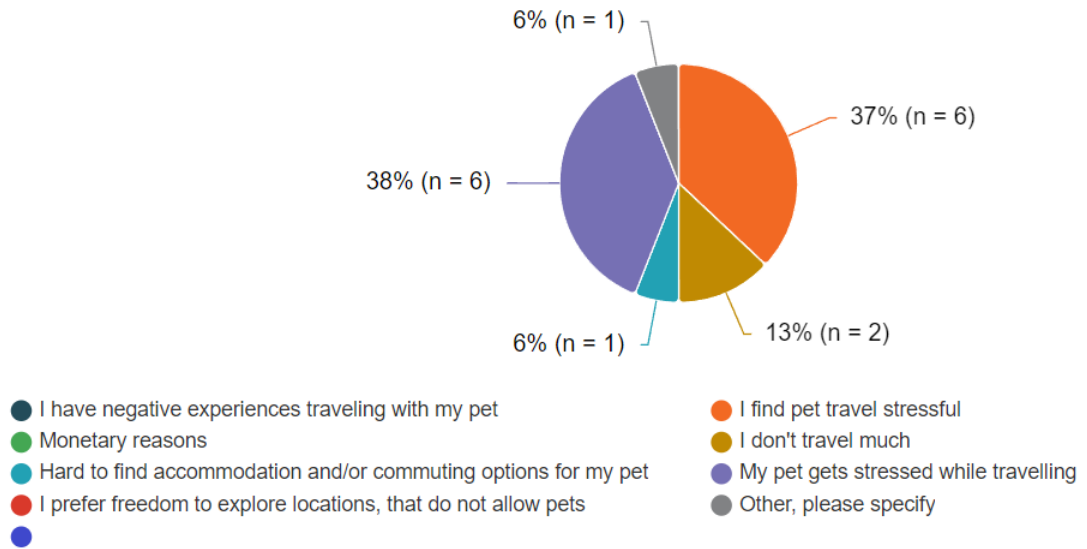 6% (n = 1)
37% (n = 6)
38% (n = 6)
13% (n = 2)
6% (n = 1)
I have negative experiences traveling with my pet
I find pet travel stressful
Monetary reasons
I don't travel much
Hard to find accommodation and/or commuting options for my pet
My pet gets stressed while travelling
I prefer freedom to explore locations, that do not allow pets
Other, please specify